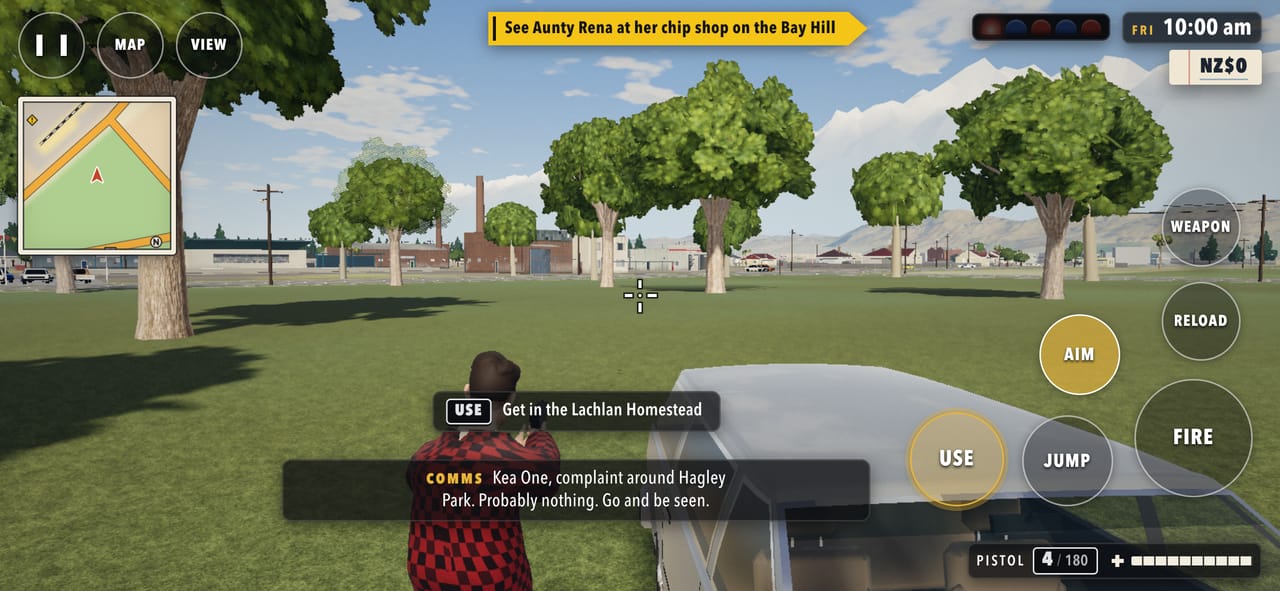 MAP
VIEW
See Aunty Rena at her chip shop on the Bay Hill
FRI 10:00 am
NZ$0
N
WEAPON
RELOAD
AIM
FIRE
USE
JUMP
USE Get in the Lachlan Homestead
COMMS Kea One, complaint around Hagley
Park. Probably nothing. Go and be seen.
PISTOL 4 / 180